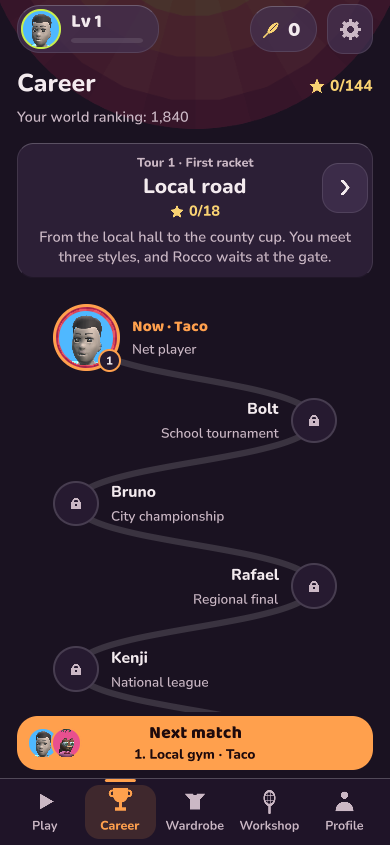 Lv 1
0
Career
0/144
Your world ranking: 1,840
Tour 1 · First racket
Local road
0/18
From the local hall to the county cup. You meet
three styles, and Rocco waits at the gate.
Now · Taco
Net player
1
Bolt
School tournament
Bruno
City championship
Rafael
Regional final
Kenji
National league
Next match
1. Local gym · Taco
Play
Career
Wardrobe
Workshop
Profile